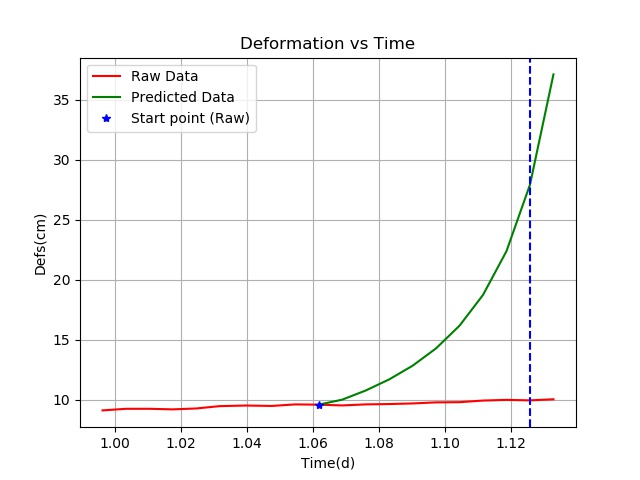 Deformation vs Time
Raw Data
Predicted Data
Start point (Raw)
35
30
25
20
15
10
Defs(cm)
1.00 1.02 1.04 1.06 1.08 1.10 1.12
Time(d)